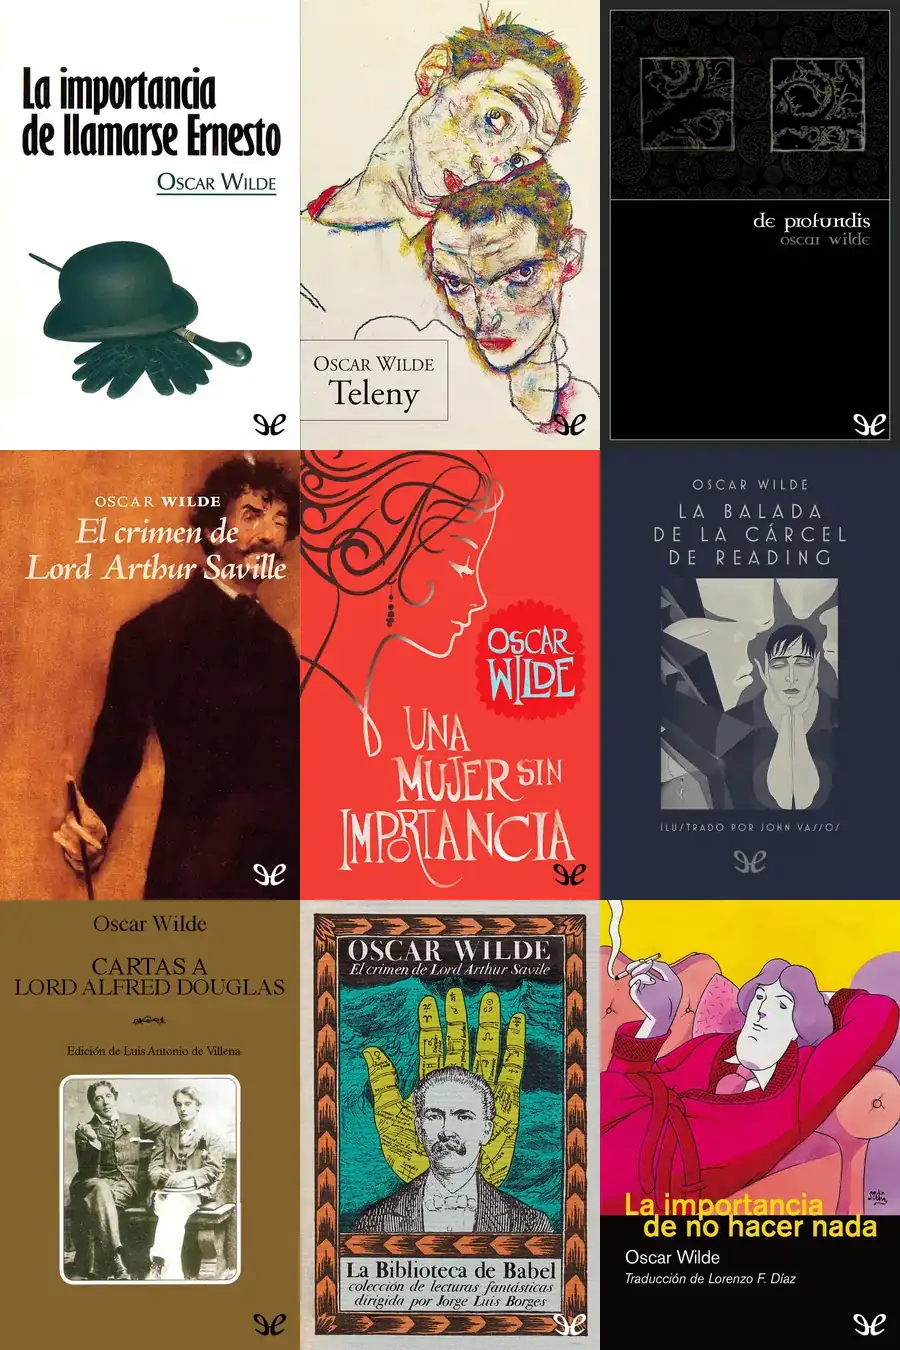 La importancia
de llamarse Ernesto
OSCAR WILDE
OSCAR WILDE
Teleny
de profundis
oscar wilde
OSCAR WILDE
El crimen de
Lord Arthur Saville
OSCAR
WILDE
UNA
MUJER SIN
IMPORTANCIA
OSCAR WILDE
LA BALADA
DE LA CÁRCEL
DE READING
ILUSTRADO POR JOHN VASSOS
Oscar Wilde
CARTAS A
LORD ALFRED DOUGLAS
Edición de Luis Antonio de Villena
OSCAR WILDE
El crimen de Lord Arthur Savile
La Biblioteca de Babel
colección de lecturas fantásticas
dirigida por Jorge Luis Borges
La importancia
de no hacer nada
Oscar Wilde
Traducción de Lorenzo F. Díaz